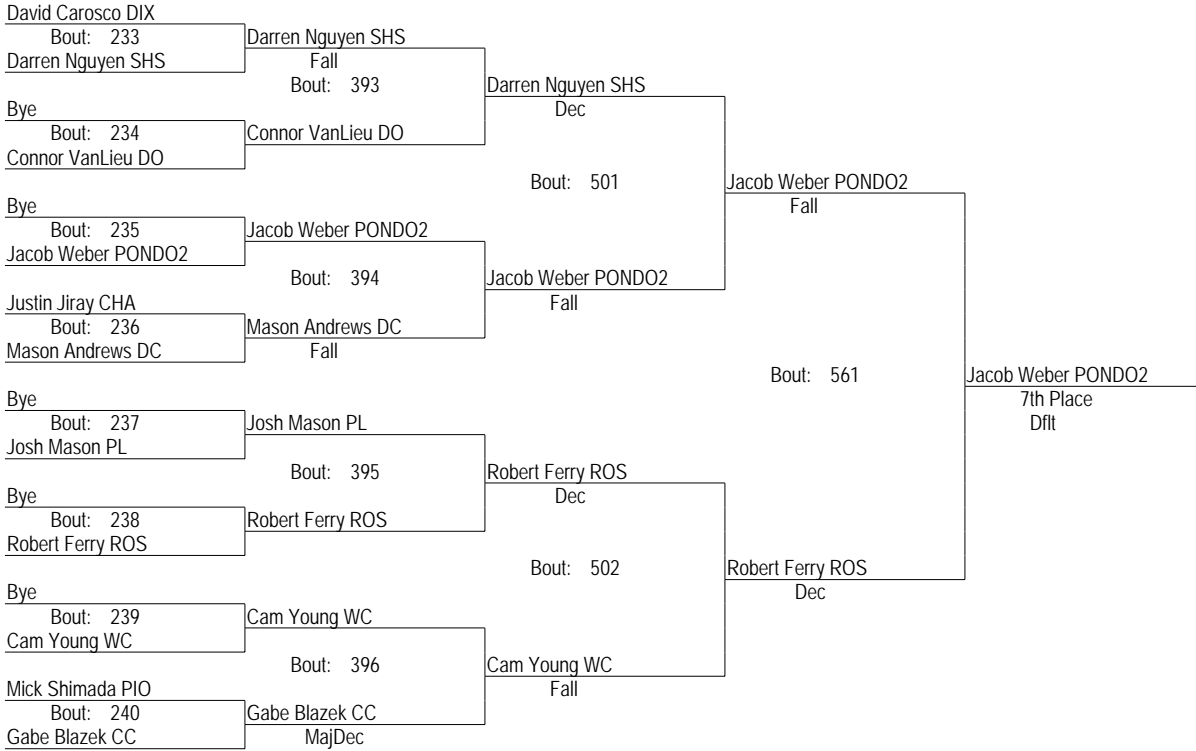 David Carosco DIX
Bout: 233
Darren Nguyen SHS
Bye
Bout: 234
Connor VanLieu DO
Bye
Bout: 235
Jacob Weber PONDO2
Justin Jiray CHA
Bout: 236
Mason Andrews DC
Bye
Bout: 237
Josh Mason PL
Bye
Bout: 238
Robert Ferry ROS
Bye
Bout: 239
Cam Young WC
Mick Shimada PIO
Bout: 240
Gabe Blazek CC
Darren Nguyen SHS
Fall
Bout: 393
Connor VanLieu DO
Jacob Weber PONDO2
Bout: 394
Mason Andrews DC
Fall
Josh Mason PL
Bout: 395
Robert Ferry ROS
Cam Young WC
Bout: 396
Gabe Blazek CC
MajDec
Darren Nguyen SHS
Dec
Bout: 501
Jacob Weber PONDO2
Fall
Robert Ferry ROS
Dec
Bout: 502
Cam Young WC
Fall
Jacob Weber PONDO2
Fall
Bout: 561
Robert Ferry ROS
Dec
Jacob Weber PONDO2
7th Place
Dflt